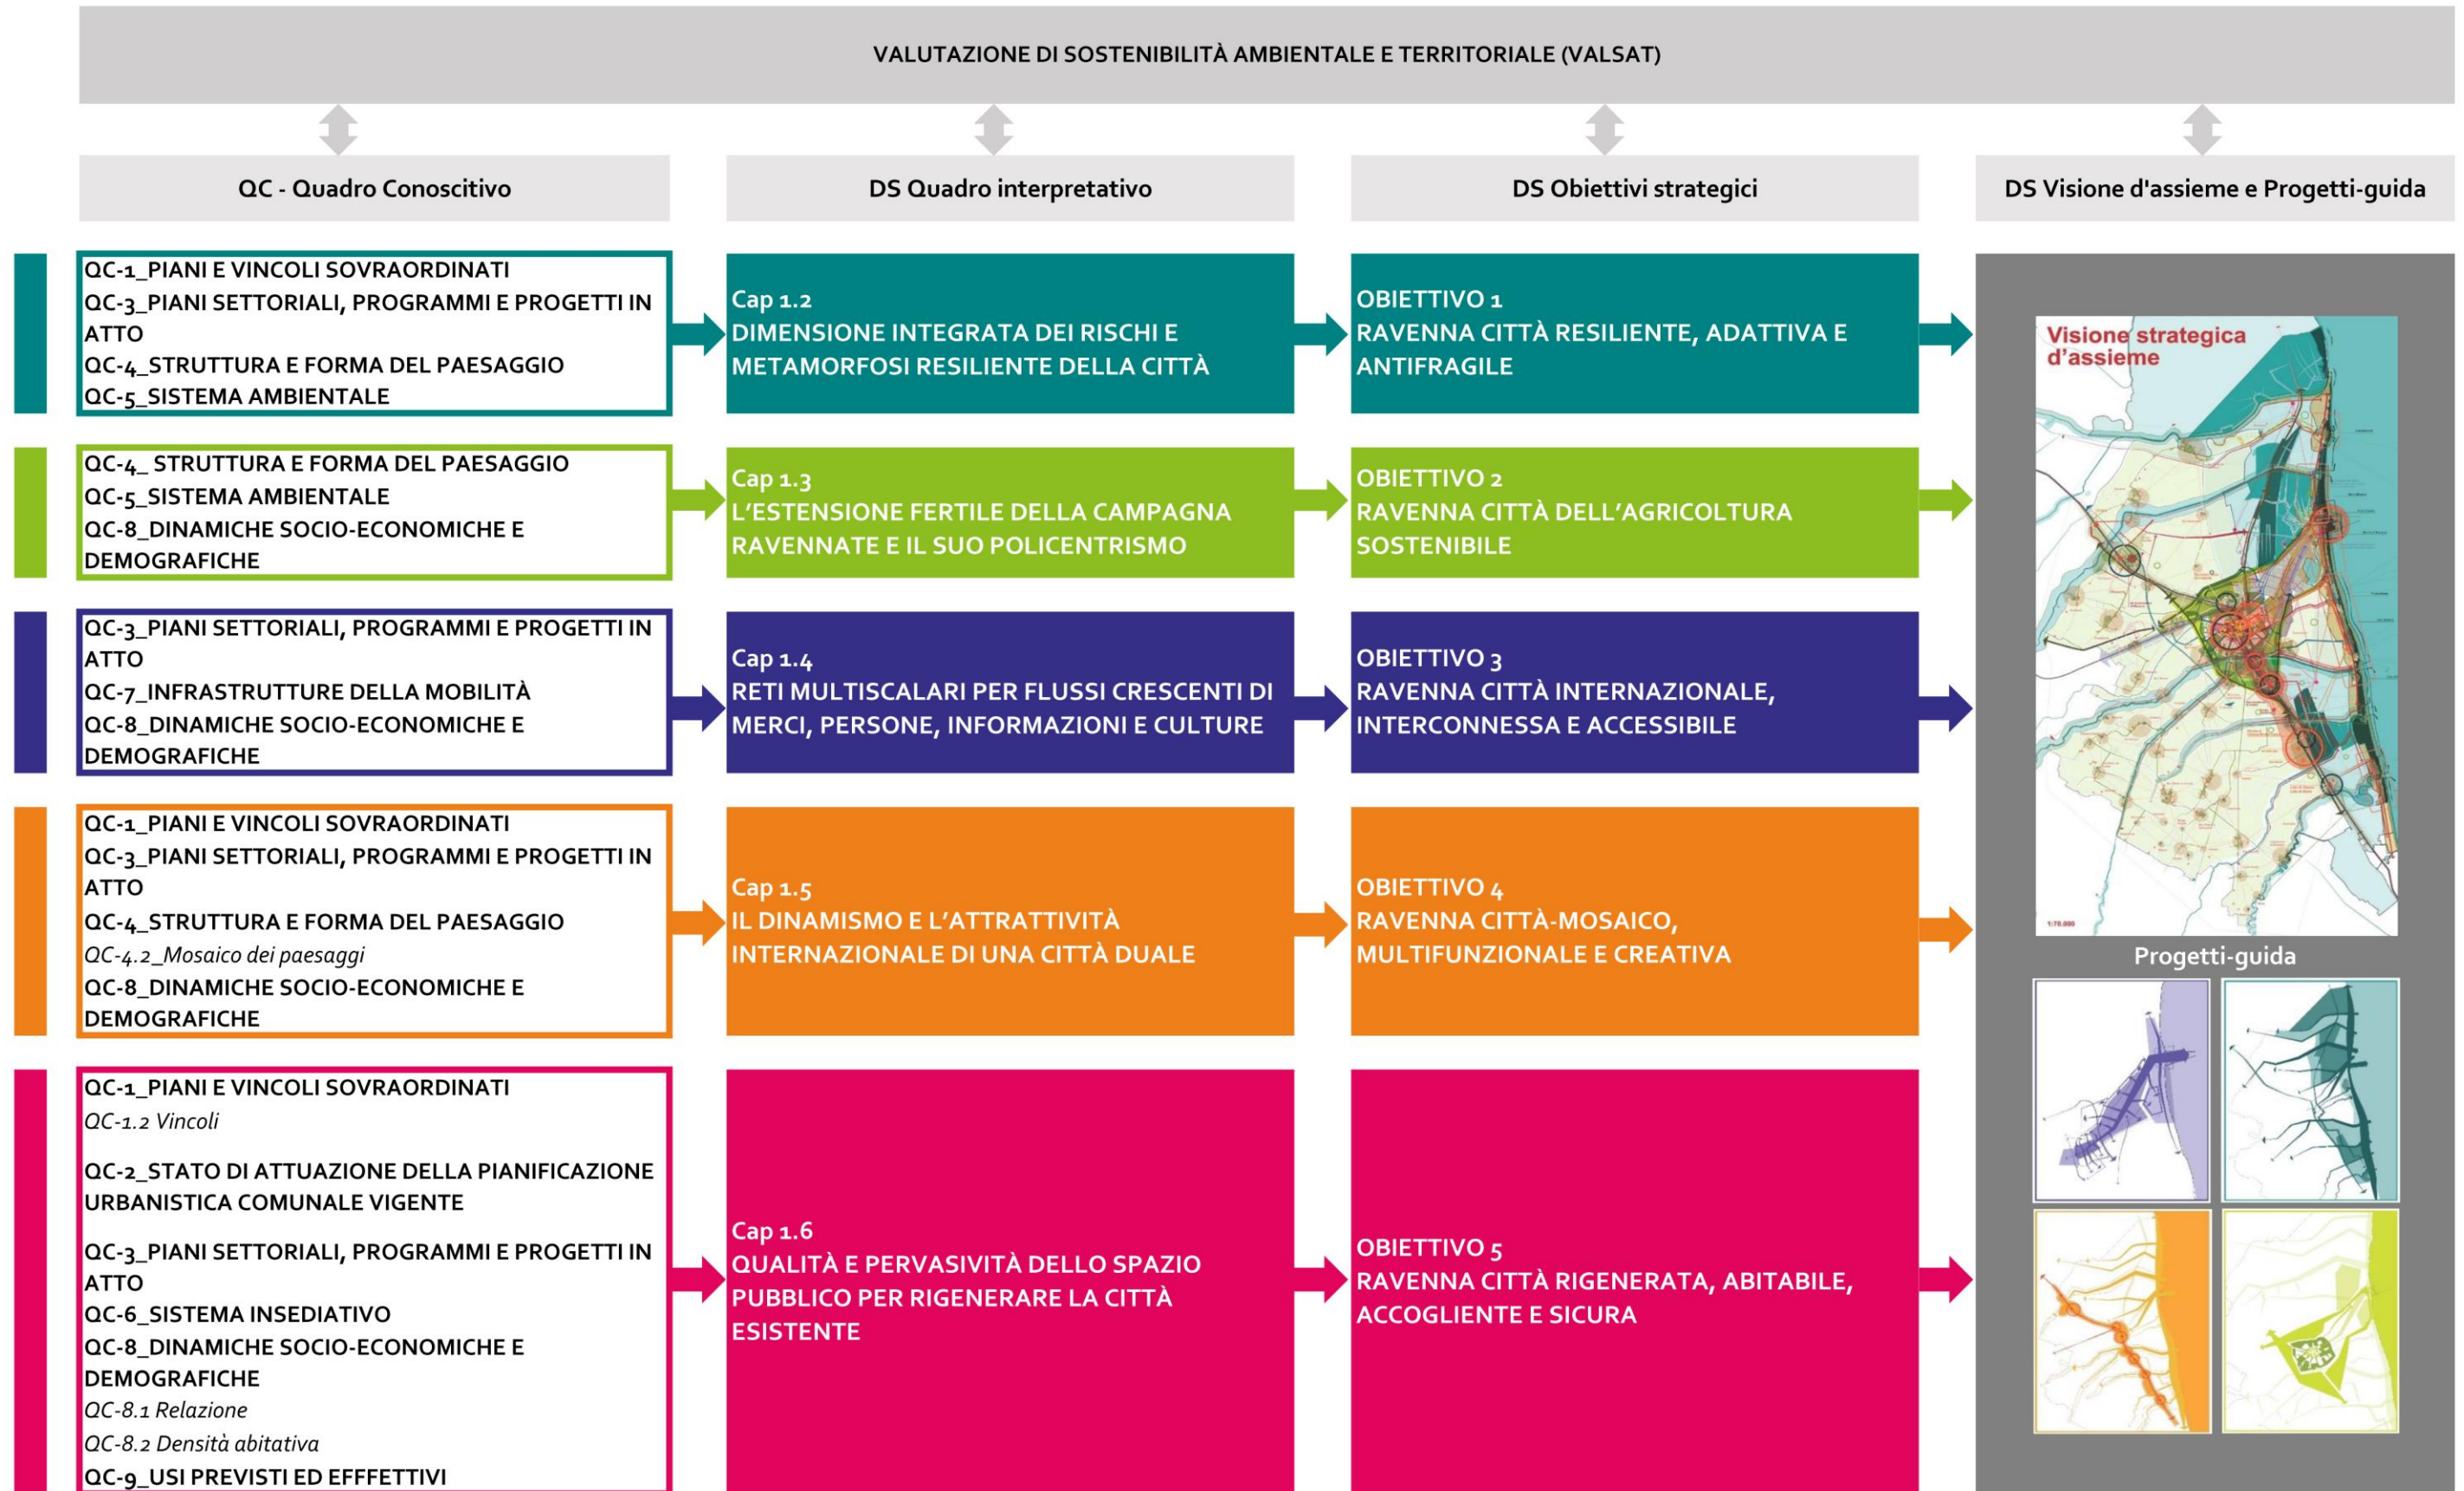 VALUTAZIONE DI SOSTENIBILITÀ AMBIENTALE E TERRITORIALE (VALSAT)
QC - Quadro Conoscitivo
DS Quadro interpretativo
DS Obiettivi strategici
DS Visione d'assieme e Progetti-guida
QC-1_PIANI E VINCOLI SOVRAORDINATI
QC-3_PIANI SETTORIALI, PROGRAMMI E PROGETTI IN
ATTO
QC-4_STRUTTURA E FORMA DEL PAESAGGIO
QC-5_SISTEMA AMBIENTALE
Cap 1.2
DIMENSIONE INTEGRATA DEI RISCHI E
METAMORFOSI RESILIENTE DELLA CITTÀ
OBIETTIVO 1
RAVENNA CITTÀ RESILIENTE, ADATTIVA E
ANTIFRAGILE
QC-4_ STRUTTURA E FORMA DEL PAESAGGIO
QC-5_SISTEMA AMBIENTALE
QC-8_DINAMICHE SOCIO-ECONOMICHE E
DEMOGRAFICHE
Cap 1.3
L'ESTENSIONE FERTILE DELLA CAMPAGNA
RAVENNATE E IL SUO POLICENTRISMO
OBIETTIVO 2
RAVENNA CITTÀ DELL'AGRICOLTURA
SOSTENIBILE
QC-3_PIANI SETTORIALI, PROGRAMMI E PROGETTI IN
ATTO
QC-7_INFRASTRUTTURE DELLA MOBILITÀ
QC-8_DINAMICHE SOCIO-ECONOMICHE E
DEMOGRAFICHE
Cap 1.4
RETI MULTISCALARI PER FLUSSI CRESCENTI DI
MERCI, PERSONE, INFORMAZIONI E CULTURE
OBIETTIVO 3
RAVENNA CITTÀ INTERNAZIONALE,
INTERCONNESSA E ACCESSIBILE
QC-1_PIANI E VINCOLI SOVRAORDINATI
QC-3_PIANI SETTORIALI, PROGRAMMI E PROGETTI IN
ATTO
QC-4_STRUTTURA E FORMA DEL PAESAGGIO
QC-4.2_Mosaico dei paesaggi
QC-8_DINAMICHE SOCIO-ECONOMICHE E
DEMOGRAFICHE
Cap 1.5
IL DINAMISMO E L'ATTRATTIVITÀ
INTERNAZIONALE DI UNA CITTÀ DUALE
OBIETTIVO 4
RAVENNA CITTÀ-MOSAICO,
MULTIFUNZIONALE E CREATIVA
QC-1_PIANI E VINCOLI SOVRAORDINATI
QC-1.2 Vincoli
QC-2_STATO DI ATTUAZIONE DELLA PIANIFICAZIONE
URBANISTICA COMUNALE VIGENTE
QC-3_PIANI SETTORIALI, PROGRAMMI E PROGETTI IN
ATTO
QC-6_SISTEMA INSEDIATIVO
QC-8_DINAMICHE SOCIO-ECONOMICHE E
DEMOGRAFICHE
QC-8.1 Relazione
QC-8.2 Densità abitativa
QC-9_USI PREVISTI ED EFFFETTIVI
Cap 1.6
QUALITÀ E PERVASIVITÀ DELLO SPAZIO
PUBBLICO PER RIGENERARE LA CITTÀ
ESISTENTE
OBIETTIVO 5
RAVENNA CITTÀ RIGENERATA, ABITABILE,
ACCOGLIENTE E SICURA
Visione strategica
d'assieme
1:70.000
Progetti-guida